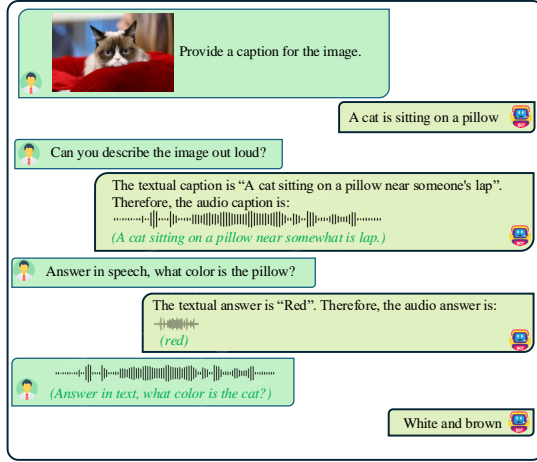 Provide a caption for the image.
A cat is sitting on a pillow
Can you describe the image out loud?
The textual caption is “A cat sitting on a pillow near someone's lap”.
Therefore, the audio caption is:
(A cat sitting on a pillow near somewhat is lap.)
Answer in speech, what color is the pillow?
The textual answer is “Red”. Therefore, the audio answer is:
(red)
(Answer in text, what color is the cat?)
White and brown